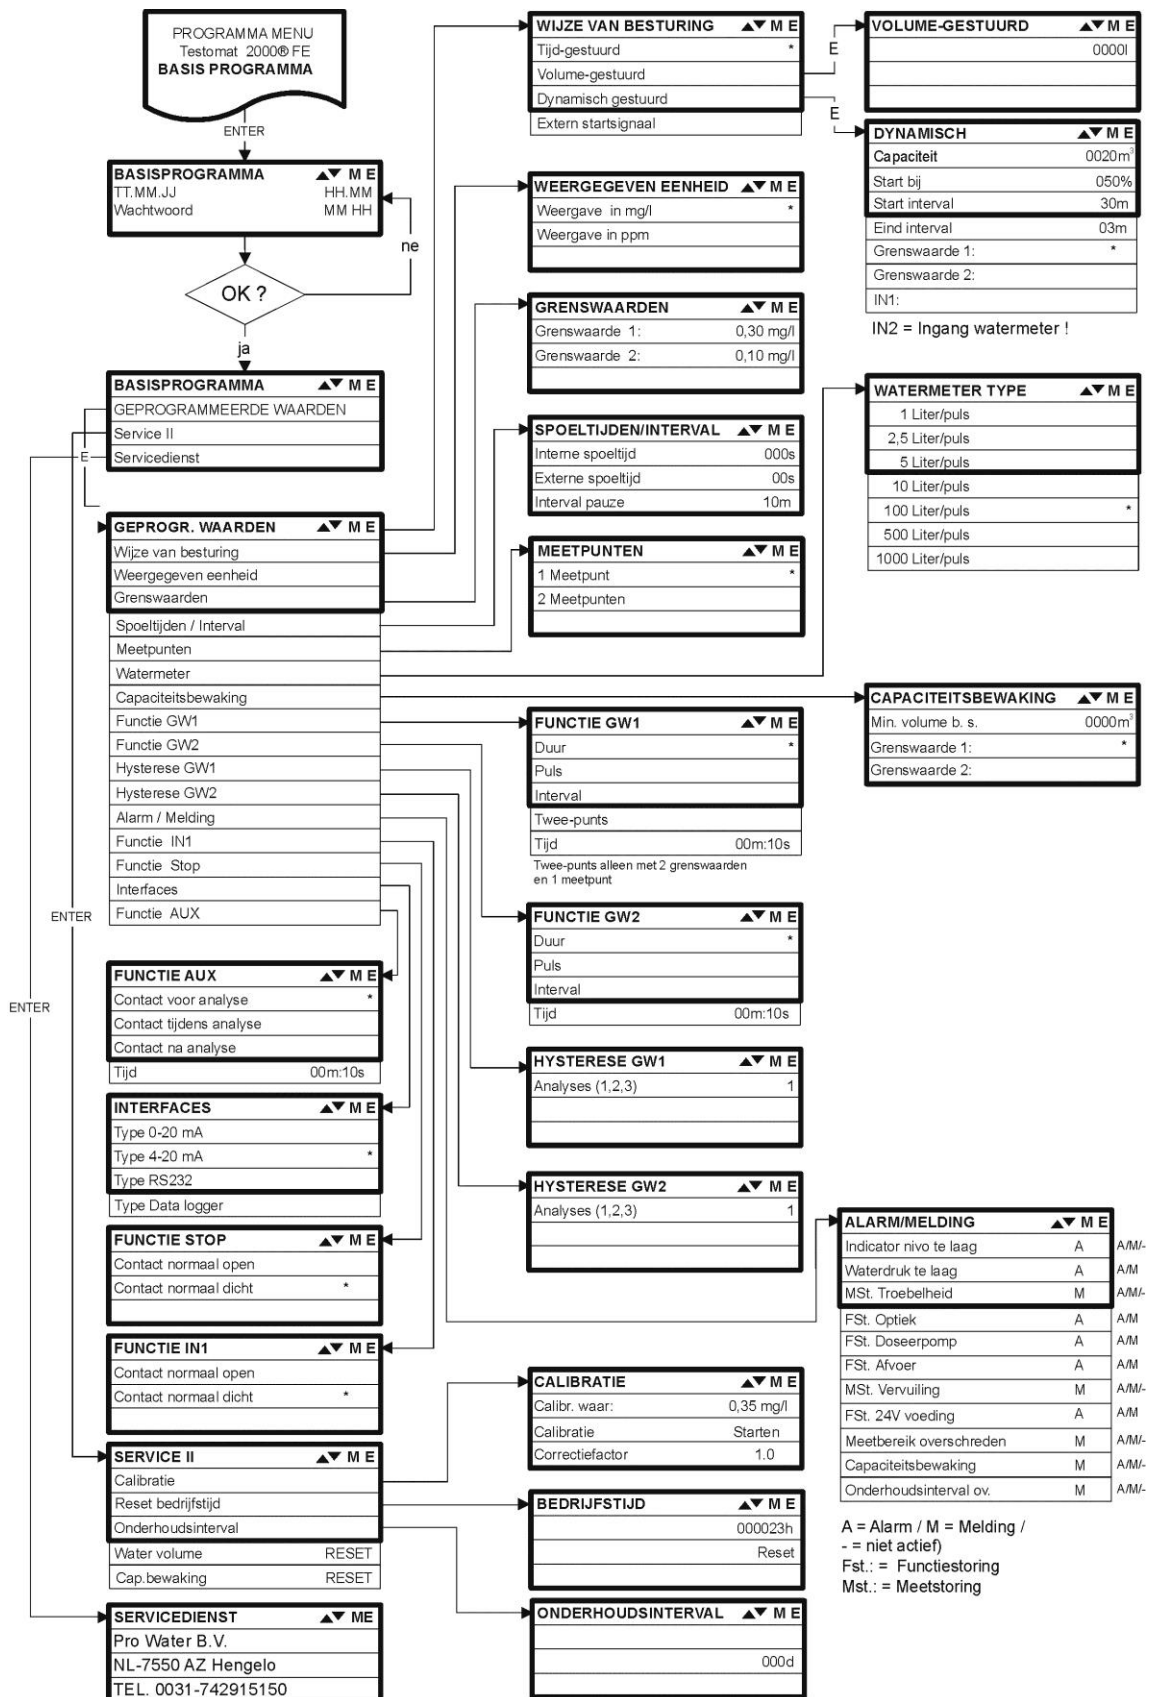 PROGRAMMA MENU
Testomat 2000® FE
BASIS PROGRAMMA
ENTER
BASISPROGRAMMA ▲▼ M E
TT.MM.JJ HH.MM
Wachtwoord MM HH
ne
OK ?
ja
BASISPROGRAMMA ▲▼ M E
GEPROGRAMMEERDE WAARDEN
Service II
Servicedienst
E
GEPROGR. WAARDEN ▲▼ M E
Wijze van besturing
Weergegeven eenheid
Grenswaarden
Spoeltijden / Interval
Meetpunten
Watermeter
Capaciteitsbewaking
Functie GW1
Functie GW2
Hysterese GW1
Hysterese GW2
Alarm / Melding
Functie IN1
Functie Stop
Interfaces
Functie AUX
ENTER
ENTER
FUNCTIE AUX ▲▼ M E
Contact voor analyse *
Contact tijdens analyse
Contact na analyse
Tijd 00m:10s
INTERFACES ▲▼ M E
Type 0-20 mA
Type 4-20 mA *
Type RS232
Type Data logger
FUNCTIE STOP ▲▼ M E
Contact normaal open
Contact normaal dicht *
FUNCTIE IN1 ▲▼ M E
Contact normaal open
Contact normaal dicht *
SERVICE II ▲▼ M E
Calibratie
Reset bedrijfstijd
Onderhoudsinterval
Water volume RESET
Cap.bewaking RESET
SERVICEDIENST ▲▼ ME
Pro Water B.V.
NL-7550 AZ Hengelo
TEL. 0031-742915150
WIJZE VAN BESTURING ▲▼ M E
Tijd-gestuurd *
Volume-gestuurd
Dynamisch gestuurd
Extern startsignaal
E
E
WEERGEGEVEN EENHEID ▲▼ M E
Weergave in mg/l *
Weergave in ppm
GRENSWAARDEN ▲▼ M E
Grenswaarde 1: 0,30 mg/l
Grenswaarde 2: 0,10 mg/l
SPOELTIJDEN/INTERVAL ▲▼ M E
Interne spoeltijd 000s
Externe spoeltijd 00s
Interval pauze 10m
MEETPUNTEN ▲▼ M E
1 Meetpunt *
2 Meetpunten
FUNCTIE GW1 ▲▼ M E
Duur *
Puls
Interval
Twee-punts
Tijd 00m:10s
Twee-punts alleen met 2 grenswaarden
en 1 meetpunt
FUNCTIE GW2 ▲▼ M E
Duur *
Puls
Interval
Tijd 00m:10s
HYSTERESE GW1 ▲▼ M E
Analyses (1,2,3) 1
HYSTERESE GW2 ▲▼ M E
Analyses (1,2,3) 1
CALIBRATIE ▲▼ M E
Calibr. waar: 0,35 mg/l
Calibratie Starten
Correctiefactor 1.0
BEDRIJFSTIJD ▲▼ M E
000023h
Reset
ONDERHOUDSINTERVAL ▲▼ M E
000d
VOLUME-GESTUURD ▲▼ M E
0000l
DYNAMISCH ▲▼ M E
Capaciteit 0020m³
Start bij 050%
Start interval 30m
Eind interval 03m
Grenswaarde 1: *
Grenswaarde 2:
IN1:
IN2 = Ingang watermeter !
WATERMETER TYPE ▲▼ M E
1 Liter/puls
2,5 Liter/puls
5 Liter/puls
10 Liter/puls
100 Liter/puls *
500 Liter/puls
1000 Liter/puls
CAPACITEITSBEWAKING ▲▼ M E
Min. volume b. s. 0000m³
Grenswaarde 1: *
Grenswaarde 2:
ALARM/MELDING ▲▼ M E
Indicator nivo te laag A A/M/-
Waterdruk te laag A A/M
MSt. Troebelheid M A/M/-
FSt. Optiek A A/M
FSt. Doseerpomp A A/M
FSt. Afvoer A A/M
MSt. Vervuiling M A/M/-
FSt. 24V voeding A A/M
Meetbereik overschreden M A/M/-
Capaciteitsbewaking M A/M/-
Onderhoudsinterval ov. M A/M/-
A = Alarm / M = Melding /
- = niet actief)
Fst.: = Functiestoring
Mst.: = Meetstoring